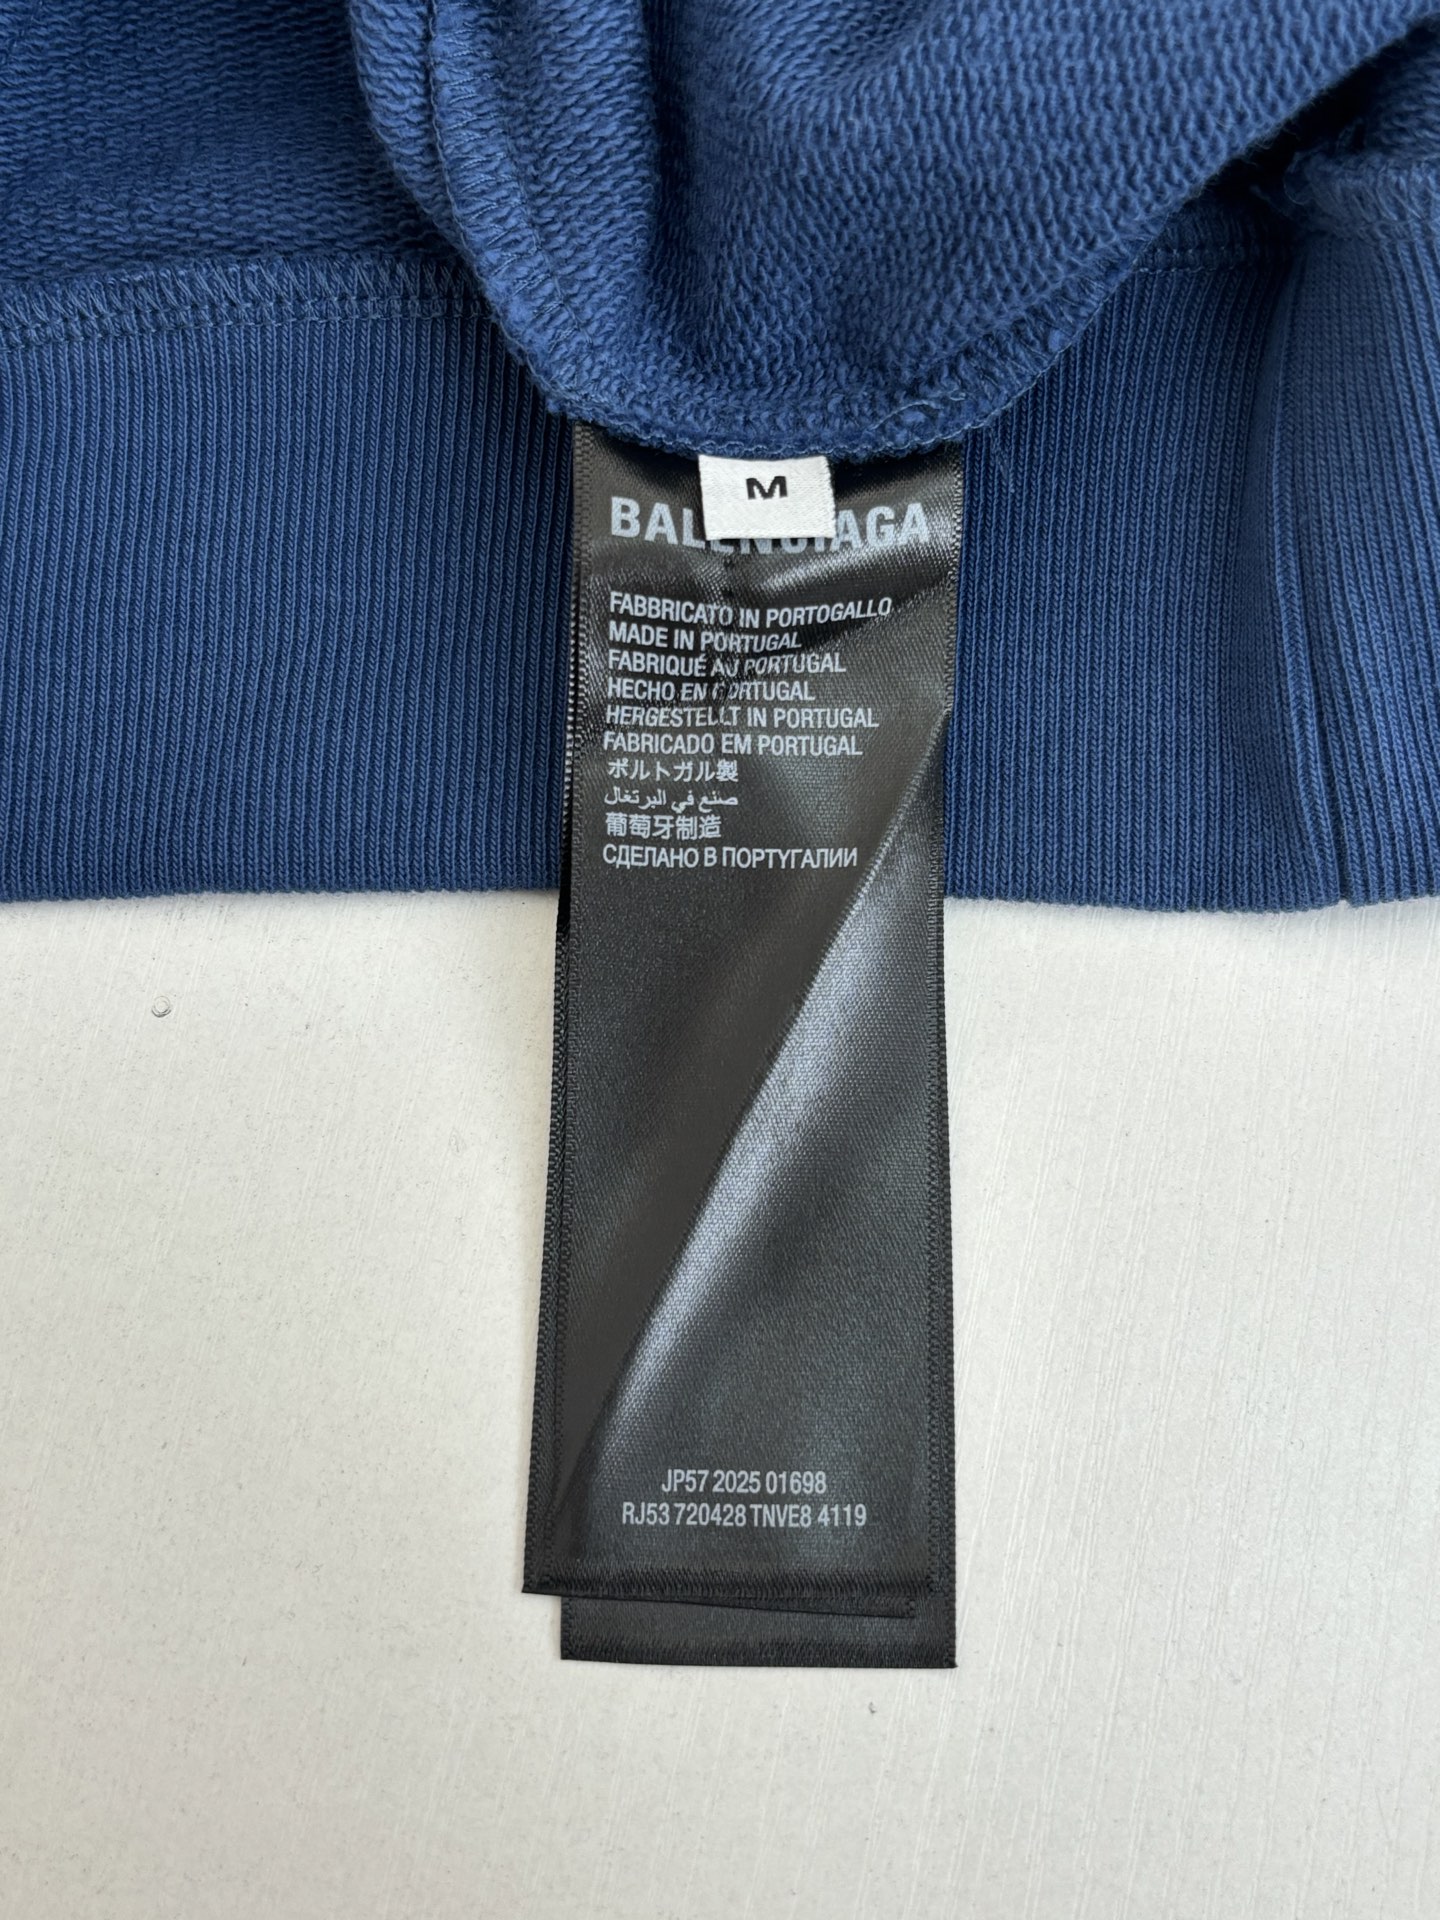 M
BALENCIAGA
FABBRICATO IN PORTOGALLO
MADE IN PORTUGAL
FABRIQUÉ AU PORTUGAL
HECHO EN PORTUGAL
HERGESTELLT IN PORTUGAL
FABRICADO EM PORTUGAL
ポルトガル製
صنع في البرتغال
葡萄牙制造
СДЕЛАНО В ПОРТУГАЛИИ
JP57 2025 01698
RJ53 720428 TNVE8 4119